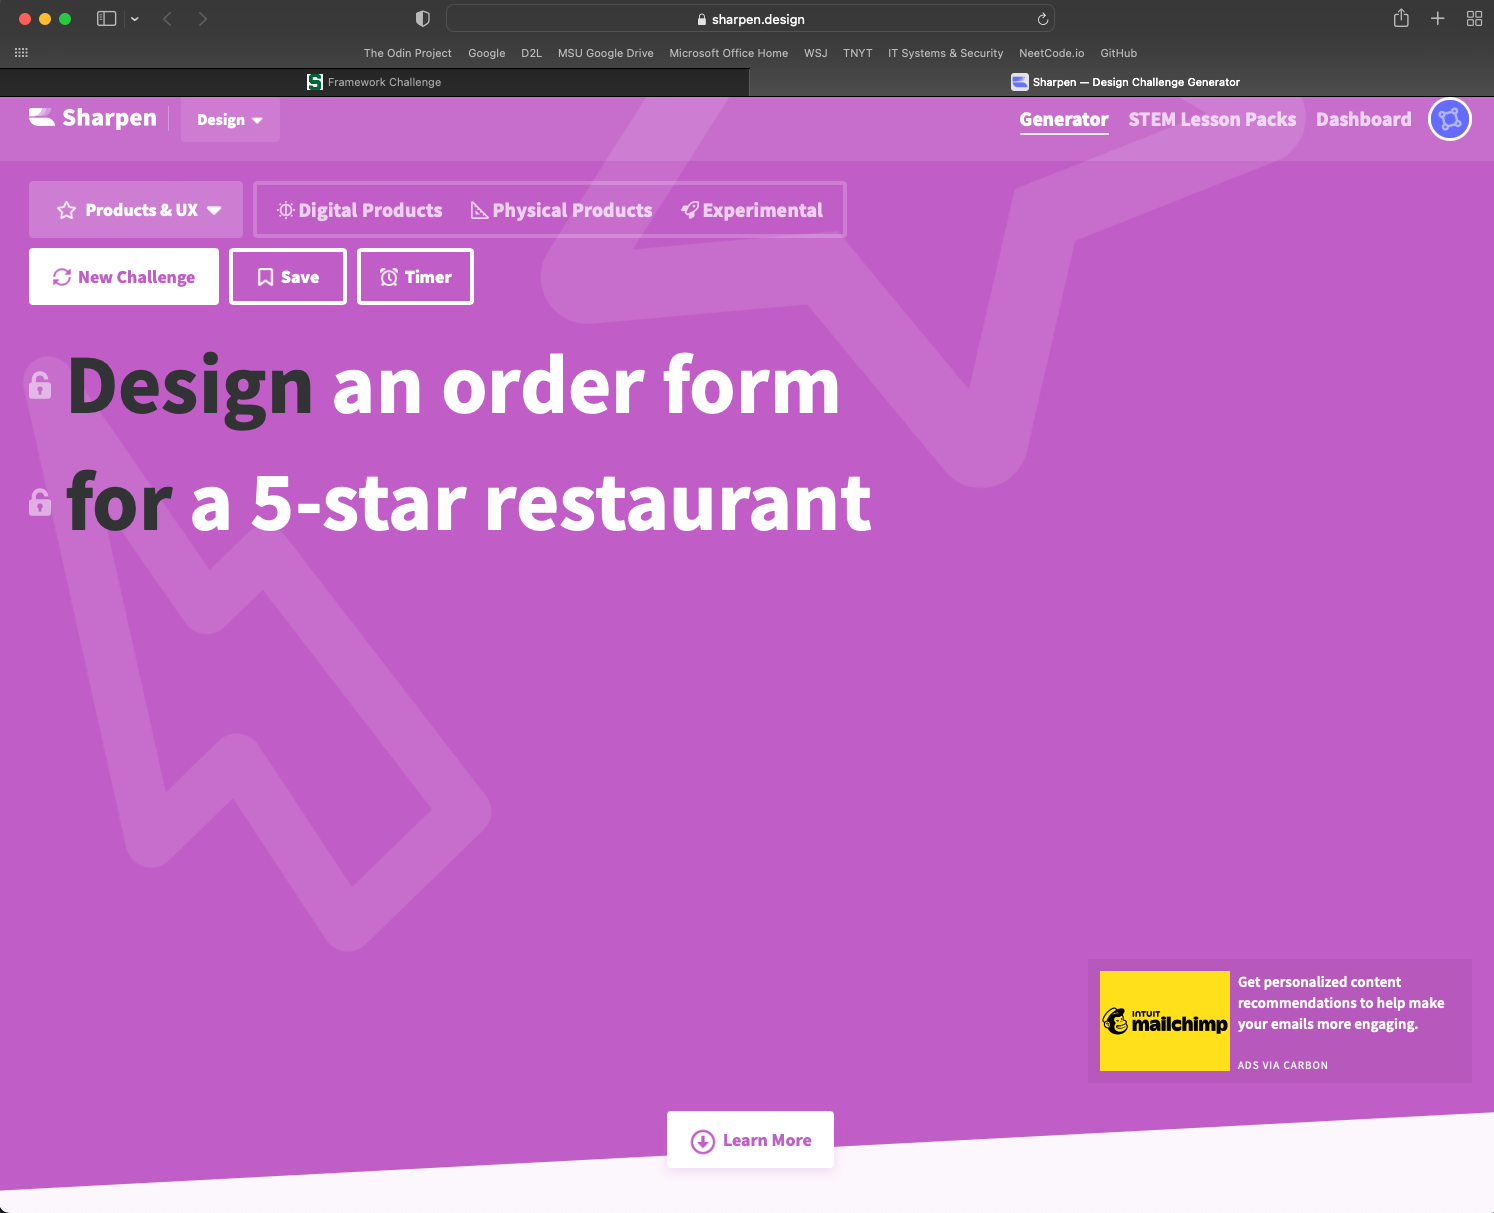 sharpen.design
The Odin Project Google D2L MSU Google Drive Microsoft Office Home WSJ TNYT IT Systems & Security NeetCode.io GitHub
S Framework Challenge Sharpen — Design Challenge Generator
Sharpen Design Generator STEM Lesson Packs Dashboard
Products & UX Digital Products Physical Products Experimental
New Challenge Save Timer
Design an order form
for a 5-star restaurant
INTUIT
mailchimp
Get personalized content
recommendations to help make
your emails more engaging.
ADS VIA CARBON
Learn More